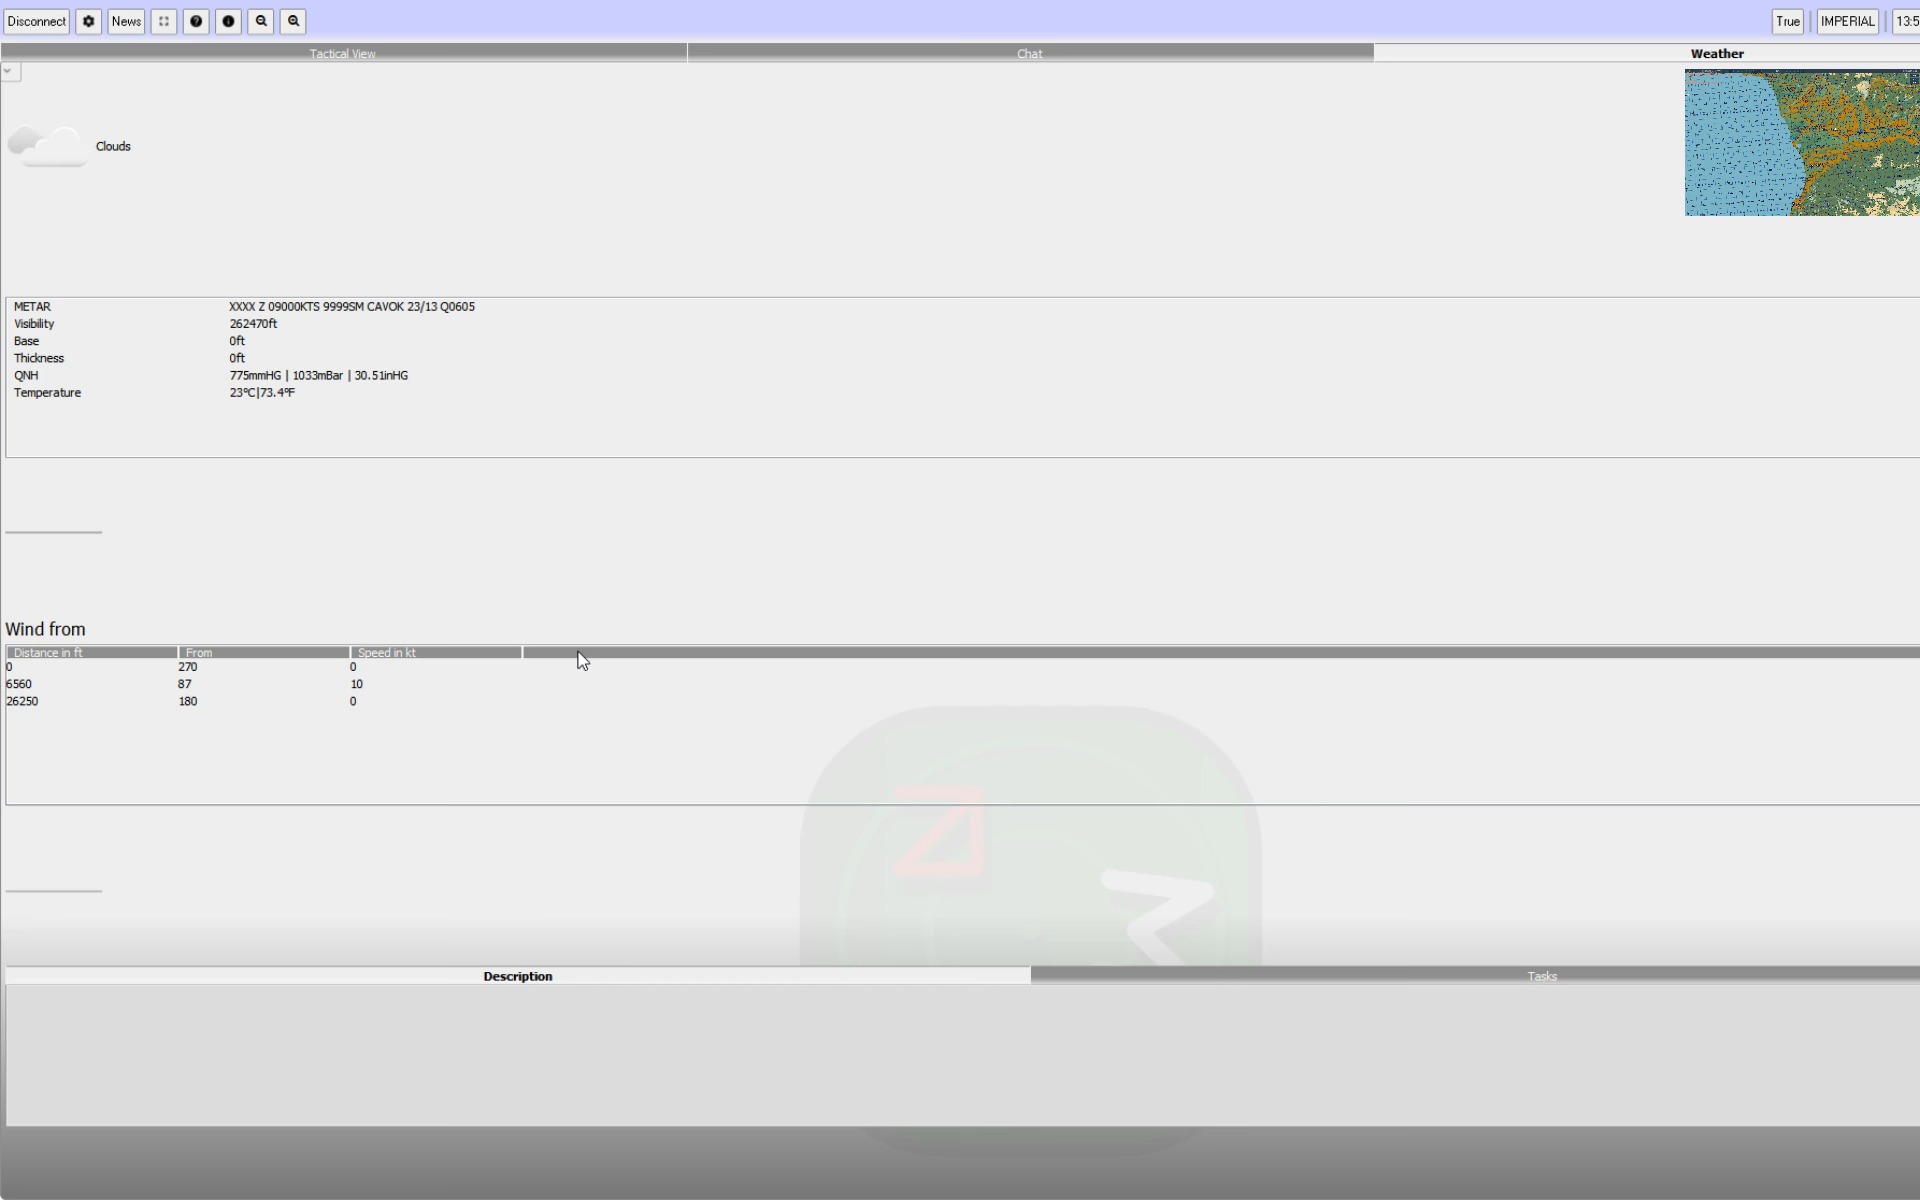 Disconnect News True IMPERIAL 13:5
Tactical View Chat Weather
Clouds
METAR XXXX Z 09000KTS 9999SM CAVOK 23/13 Q0605
Visibility 262470ft
Base 0ft
Thickness 0ft
QNH 775mmHG | 1033mBar | 30.51inHG
Temperature 23°C|73.4°F
Wind from
Distance in ft From Speed in kt
0 270 0
6560 87 10
26250 180 0
Description Tasks